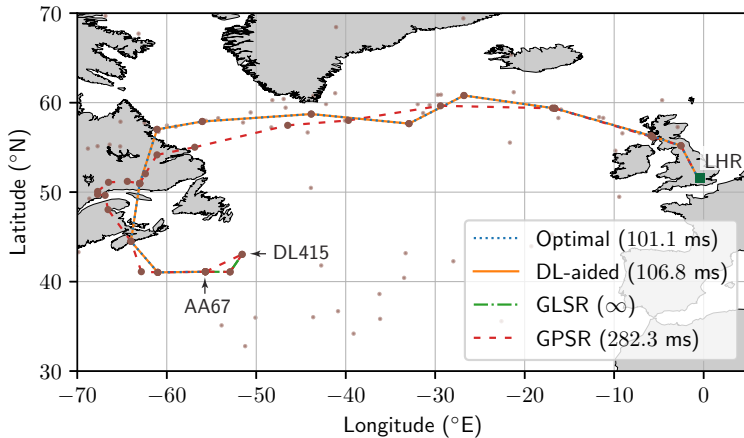 70
60
50
40
30
Latitude (°N)
LHR
DL415
AA67
Optimal (101.1 ms)
DL-aided (106.8 ms)
GLSR (∞)
GPSR (282.3 ms)
−70 −60 −50 −40 −30 −20 −10 0
Longitude (°E)